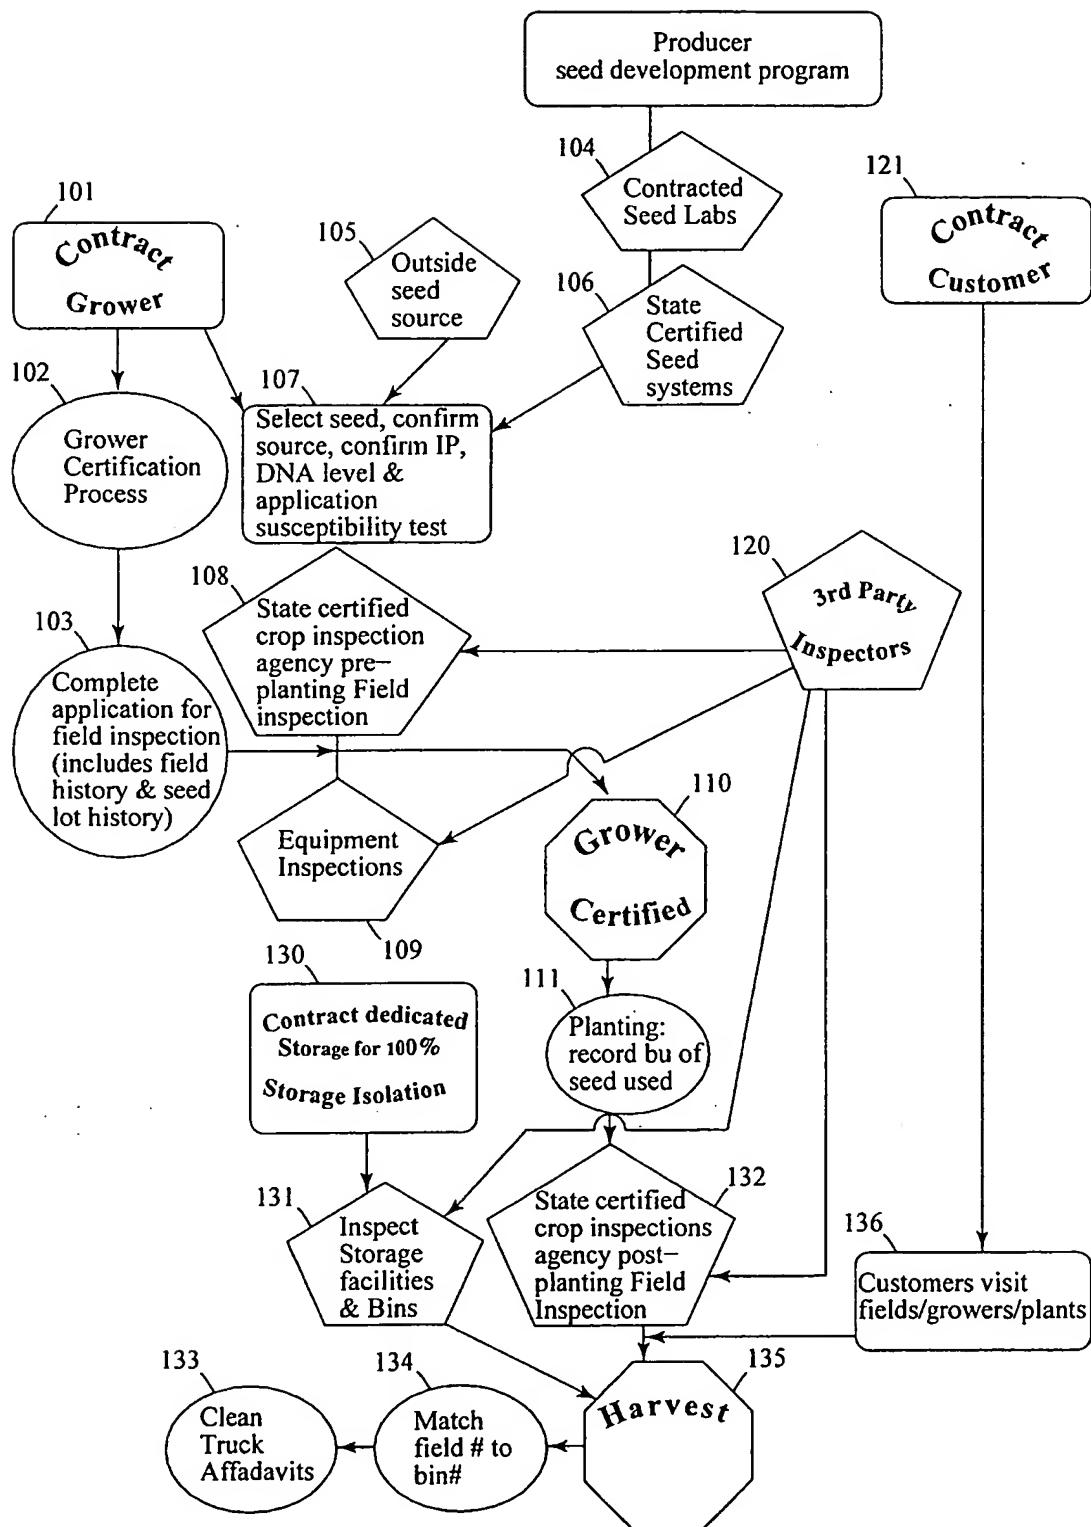 Producer
seed development program
104
Contracted
Seed Labs
121
Contract
Customer
101
Contract
Grower
105
Outside
seed
source
106
State
Certified
Seed
systems
102
Grower
Certification
Process
107
Select seed, confirm
source, confirm IP,
DNA level &
application
susceptibility test
108
State certified
crop inspection
agency pre-
planting Field
inspection
120
3rd Party
Inspectors
103
Complete
application for
field inspection
(includes field
history & seed
lot history)
Equipment
Inspections
109
110
Grower
Certified
130
Contract dedicated
Storage for 100%
Storage Isolation
111
Planting:
record bu of
seed used
131
Inspect
Storage
facilities
& Bins
132
State certified
crop inspections
agency post-
planting Field
Inspection
136
Customers visit
fields/growers/plants
133
Clean
Truck
Affadavits
134
Match
field # to
bin#
135
Harvest